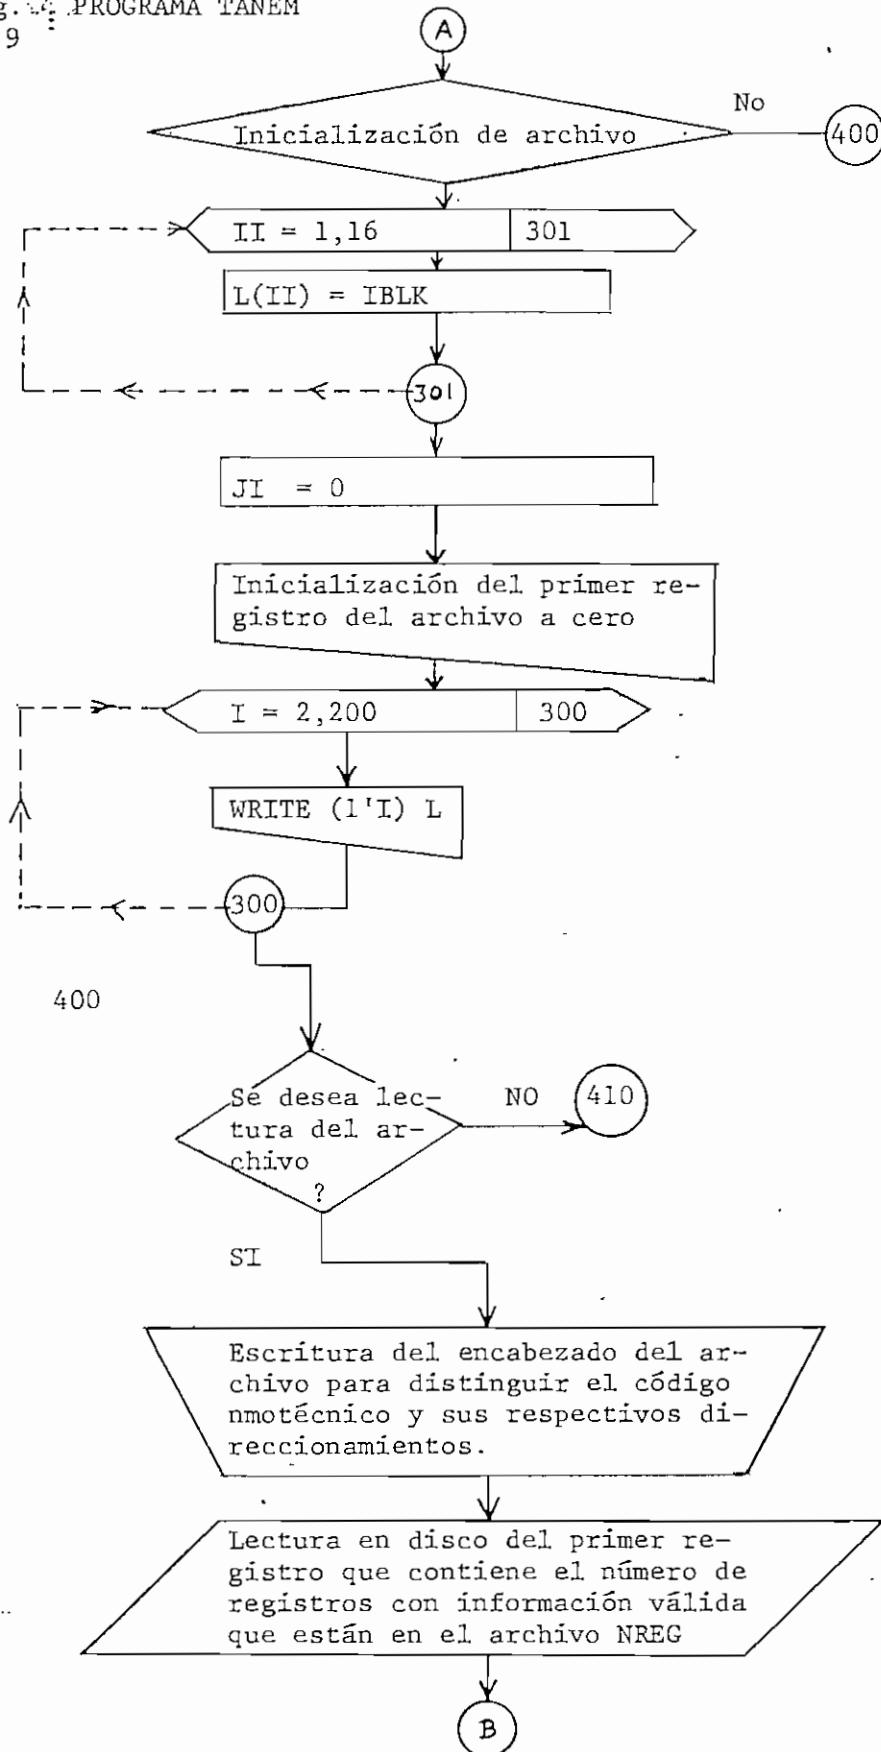 PROGRAMA TANEM
9
A
No
Inicialización de archivo
400
II = 1,16 301
L(II) = IBLK
301
JI = 0
Inicialización del primer re-
gistro del archivo a cero
I = 2,200 300
WRITE (1'I) L
300
400
Se desea lec-
tura del ar-
chivo
?
NO
410
SI
Escritura del encabezado del ar-
chivo para distinguir el código
nmotécnico y sus respectivos di-
reccionamientos.
Lectura en disco del primer re-
gistro que contiene el número de
registros con información válida
que están en el archivo NREG
B